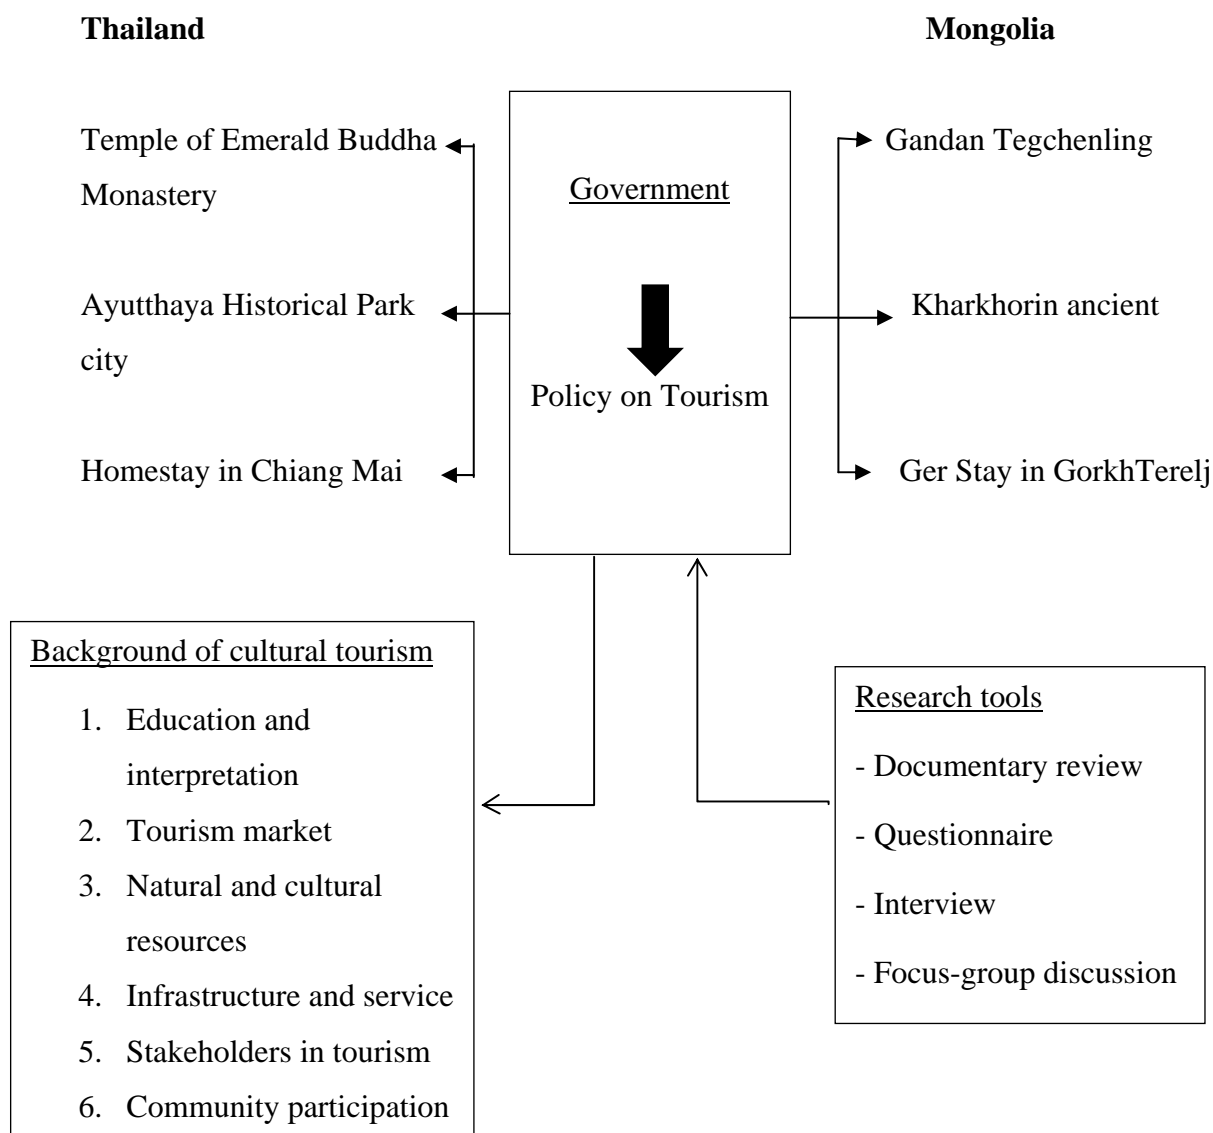 Thailand
Mongolia
Temple of Emerald Buddha
Monastery
Government
Gandan Tegchenling
Ayutthaya Historical Park
city
Kharkhorin ancient
Policy on Tourism
Homestay in Chiang Mai
Ger Stay in GorkhTerelj
Background of cultural tourism
1. Education and
interpretation
2. Tourism market
3. Natural and cultural
resources
4. Infrastructure and service
5. Stakeholders in tourism
6. Community participation
Research tools
- Documentary review
- Questionnaire
- Interview
- Focus-group discussion